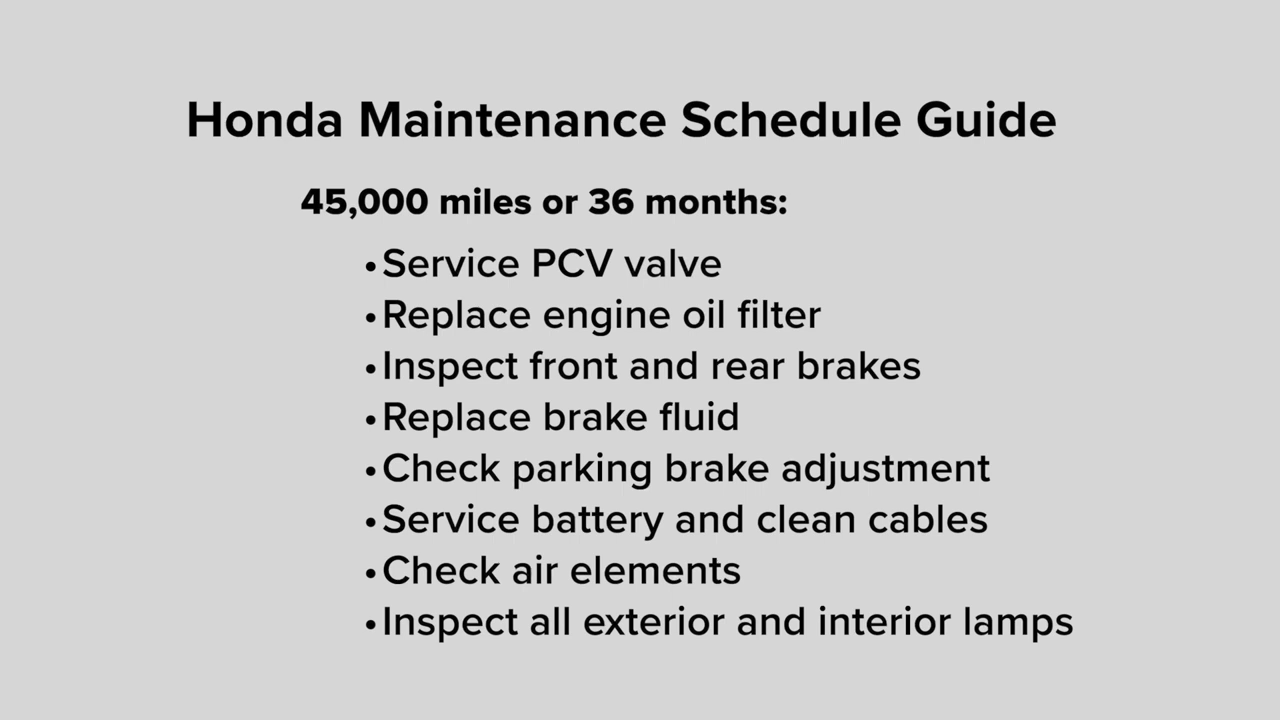 Honda Maintenance Schedule Guide
45,000 miles or 36 months:
•Service PCV valve
•Replace engine oil filter
•Inspect front and rear brakes
•Replace brake fluid
•Check parking brake adjustment
•Service battery and clean cables
•Check air elements
•Inspect all exterior and interior lamps